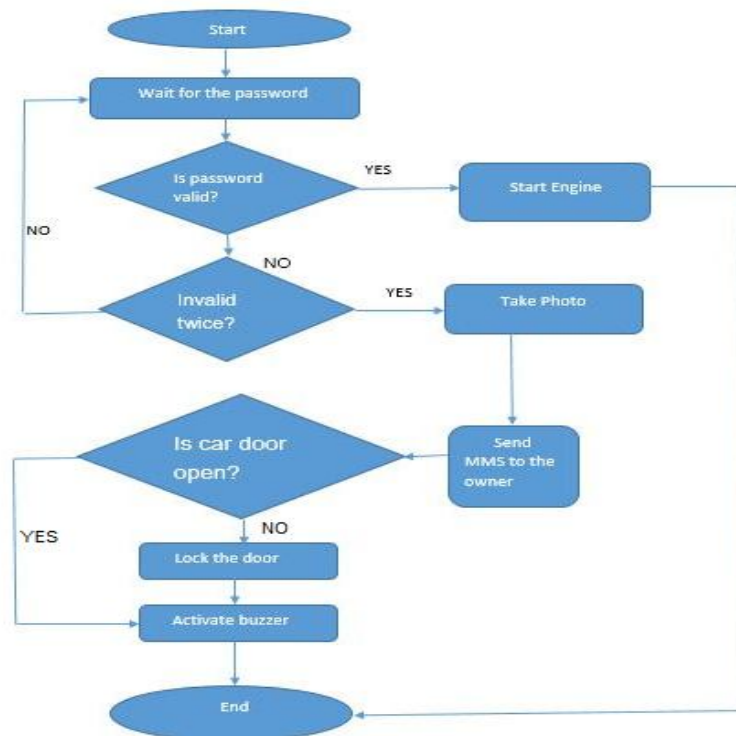 Start
Wait for the password
Is password
valid?
YES
Start Engine
NO
NO
Invalid
twice?
YES
Take Photo
Is car door
open?
Send
MMS to the
owner
YES
NO
Lock the door
Activate buzzer
End